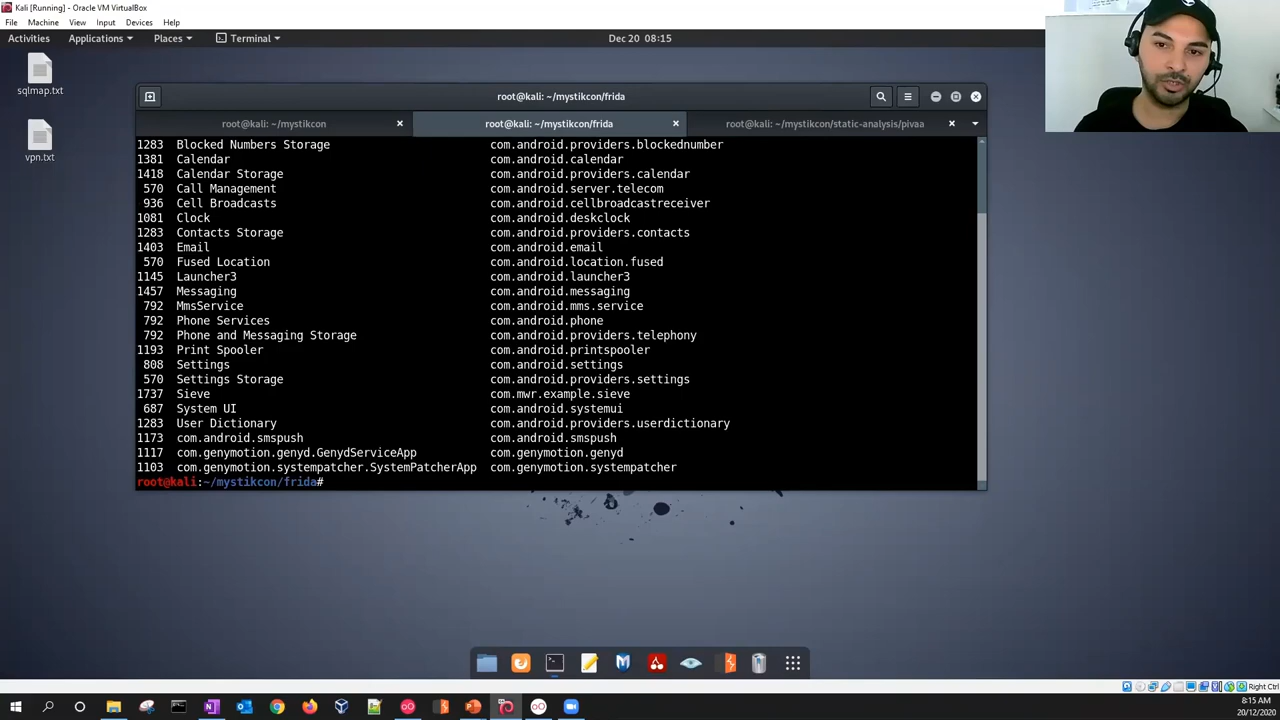 Kali [Running] - Oracle VM VirtualBox
File Machine View Input Devices Help
Activities Applications Places Terminal Dec 20 08:15
sqlmap.txt
vpn.txt
root@kali: ~/mystikcon/frida
root@kali: ~/mystikcon root@kali: ~/mystikcon/frida root@kali: ~/mystikcon/static-analysis/pivaa
1283 Blocked Numbers Storage com.android.providers.blockednumber
1381 Calendar com.android.calendar
1418 Calendar Storage com.android.providers.calendar
570 Call Management com.android.server.telecom
936 Cell Broadcasts com.android.cellbroadcastreceiver
1081 Clock com.android.deskclock
1283 Contacts Storage com.android.providers.contacts
1403 Email com.android.email
570 Fused Location com.android.location.fused
1145 Launcher3 com.android.launcher3
1457 Messaging com.android.messaging
792 MmsService com.android.mms.service
792 Phone Services com.android.phone
792 Phone and Messaging Storage com.android.providers.telephony
1193 Print Spooler com.android.printspooler
808 Settings com.android.settings
570 Settings Storage com.android.providers.settings
1737 Sieve com.mwr.example.sieve
687 System UI com.android.systemui
1283 User Dictionary com.android.providers.userdictionary
1173 com.android.smspush com.android.smspush
1117 com.genymotion.genyd.GenydServiceApp com.genymotion.genyd
1103 com.genymotion.systempatcher.SystemPatcherApp com.genymotion.systempatcher
root@kali:~/mystikcon/frida#
Right Ctrl
8:15 AM
20/12/2020